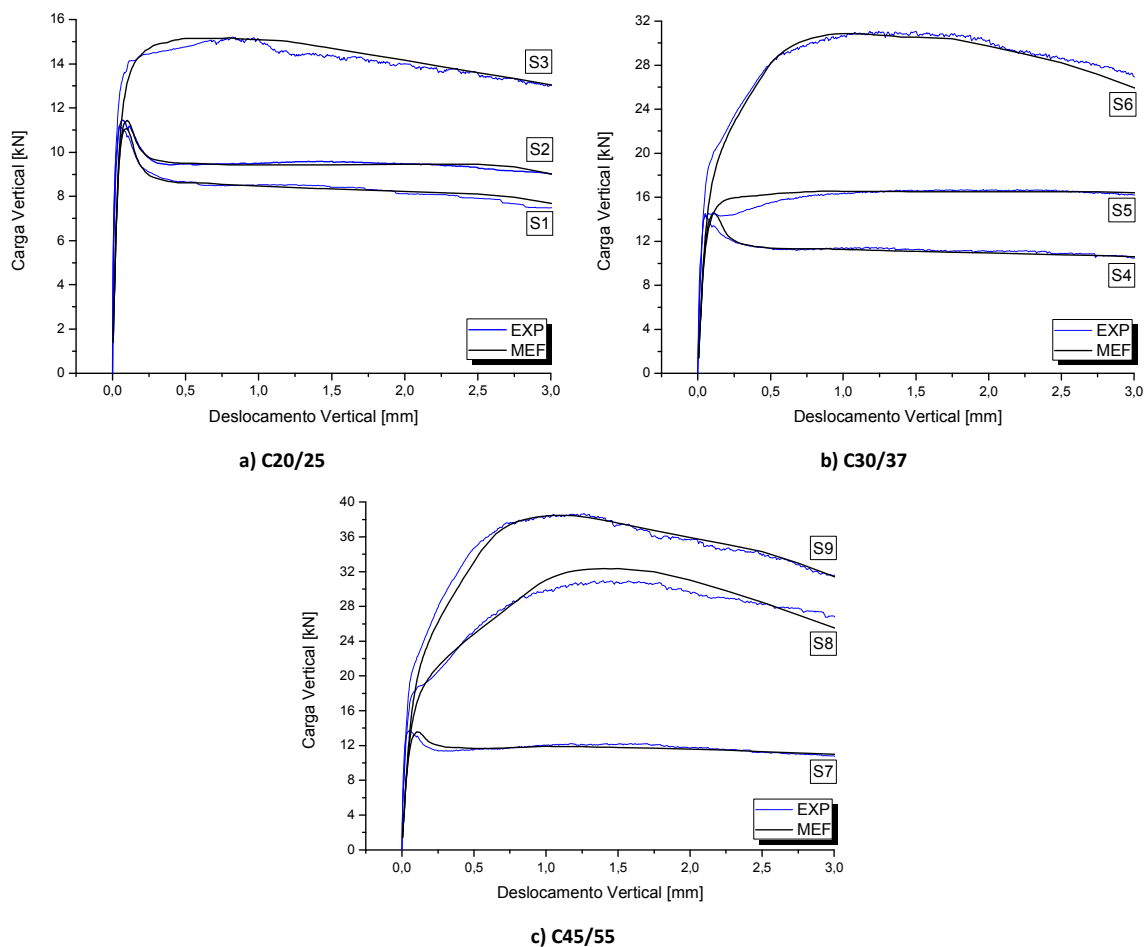 Carga Vertical [kN]
16
14
12
10
8
6
4
2
0
S3
S2
S1
EXP
MEF
0,0 0,5 1,0 1,5 2,0 2,5 3,0
Deslocamento Vertical [mm]
a) C20/25
Carga Vertical [kN]
32
28
24
20
16
12
8
4
0
S6
S5
S4
EXP
MEF
0,0 0,5 1,0 1,5 2,0 2,5 3,0
Deslocamento Vertical [mm]
b) C30/37
Carga Vertical [kN]
40
36
32
28
24
20
16
12
8
4
0
S9
S8
S7
EXP
MEF
0,0 0,5 1,0 1,5 2,0 2,5 3,0
Deslocamento Vertical [mm]
c) C45/55